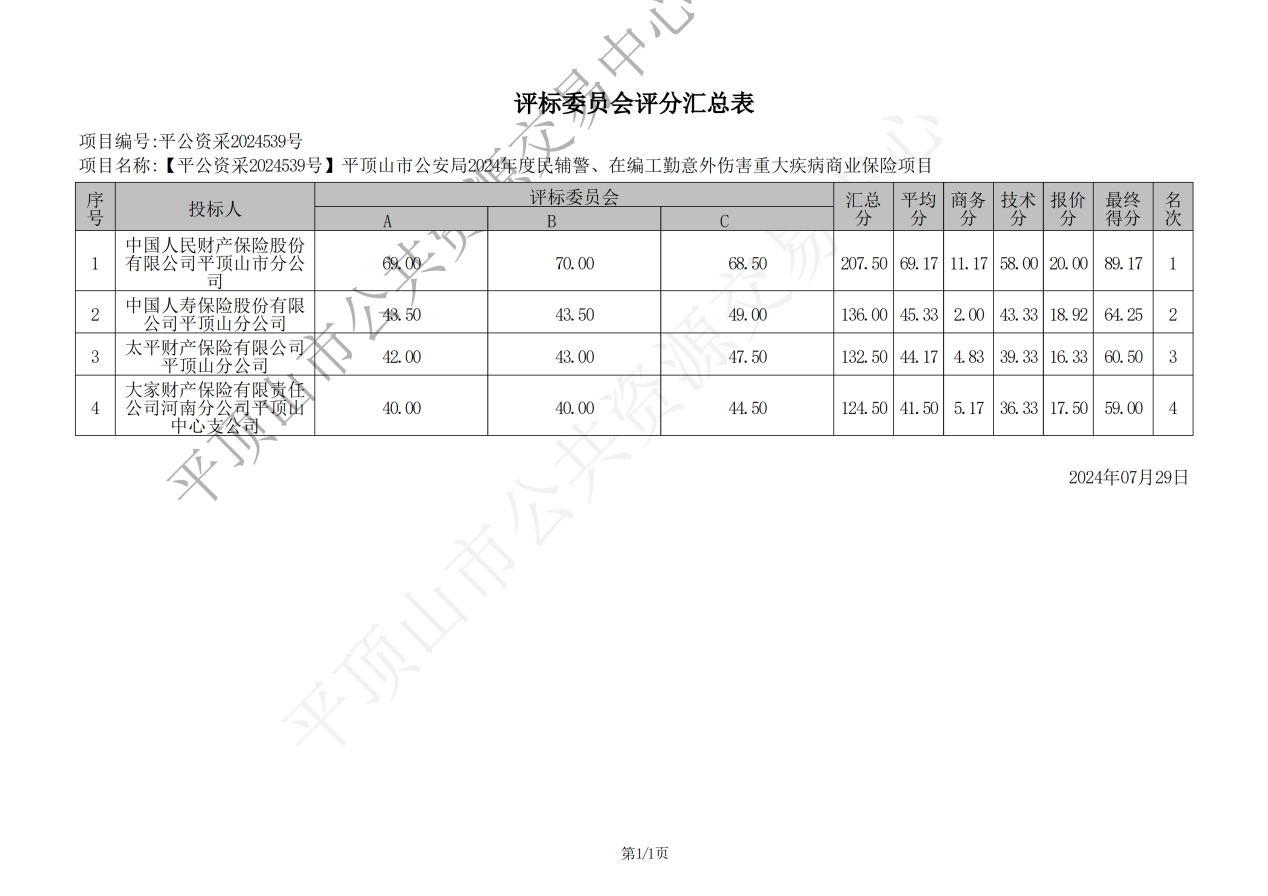 评标委员会评分汇总表
项目编号:平公资采2024539号
项目名称:【平公资采2024539号】平顶山市公安局2024年度民辅警、在编工勤意外伤害重大疾病商业保险项目
序号 投标人 评标委员会 汇总分 平均分 商务分 技术分 报价分 最终得分 名次
A B C
1 中国人民财产保险股份有限公司平顶山市分公司 69.00 70.00 68.50 207.50 69.17 11.17 58.00 20.00 89.17 1
2 中国人寿保险股份有限公司平顶山分公司 43.50 43.50 49.00 136.00 45.33 2.00 43.33 18.92 64.25 2
3 太平财产保险有限公司平顶山分公司 42.00 43.00 47.50 132.50 44.17 4.83 39.33 16.33 60.50 3
4 大家财产保险有限责任公司河南分公司平顶山中心支公司 40.00 40.00 44.50 124.50 41.50 5.17 36.33 17.50 59.00 4
2024年07月29日
平顶山市公共资源交易中心
平顶山市公共资源交易中心
第1/1页